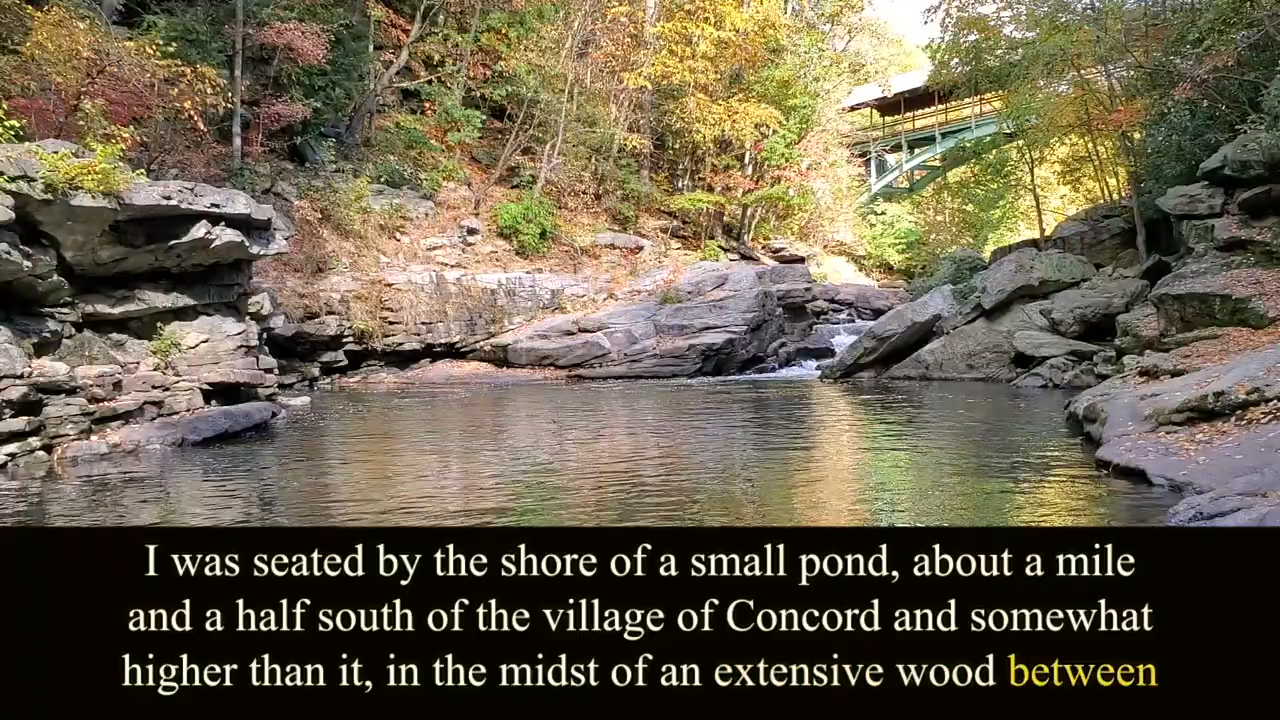 I was seated by the shore of a small pond, about a mile
and a half south of the village of Concord and somewhat
higher than it, in the midst of an extensive wood between